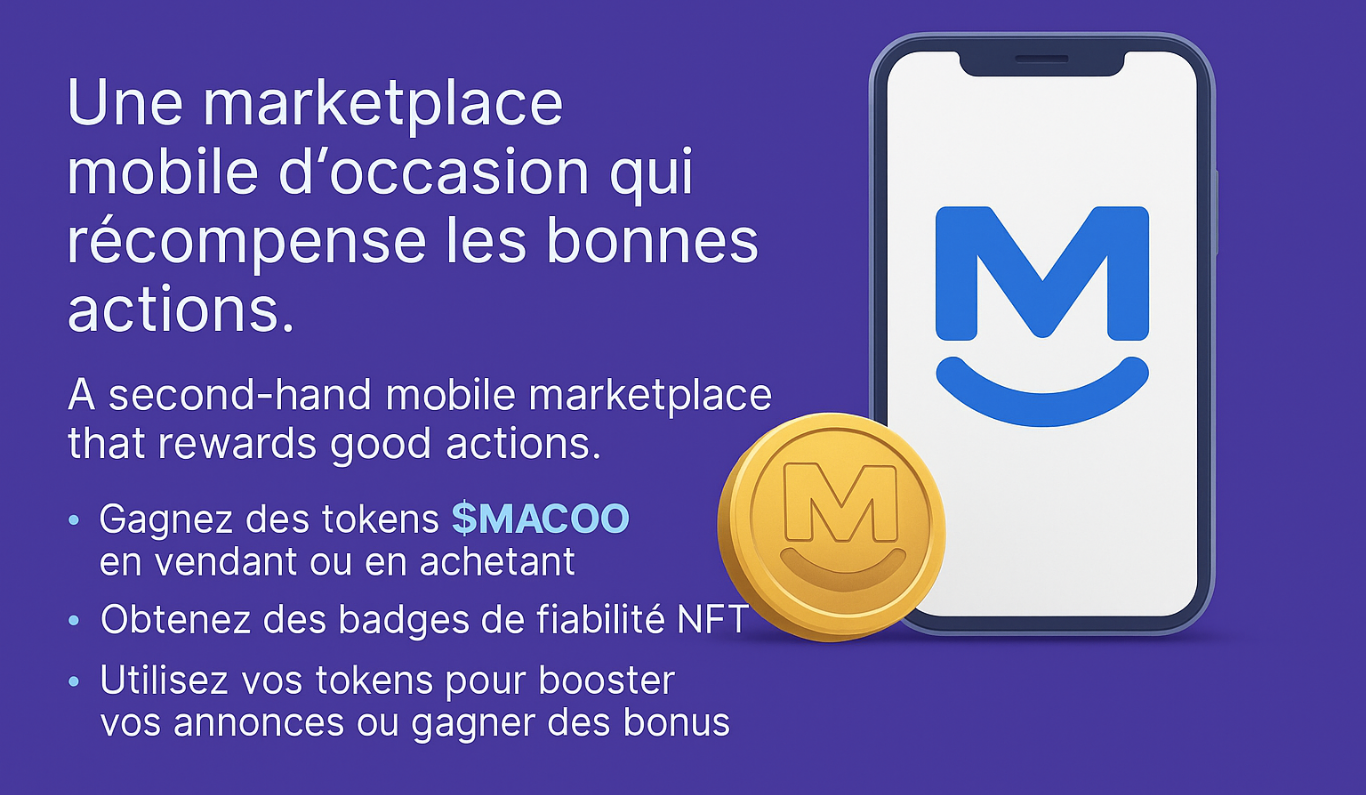 Une marketplace
mobile d’occasion qui
récompense les bonnes
actions.
A second-hand mobile marketplace
that rewards good actions.
• Gagnez des tokens $MACOO
en vendant ou en achetant
• Obtenez des badges de fiabilité NFT
• Utilisez vos tokens pour booster
vos annonces ou gagner des bonus
M
M